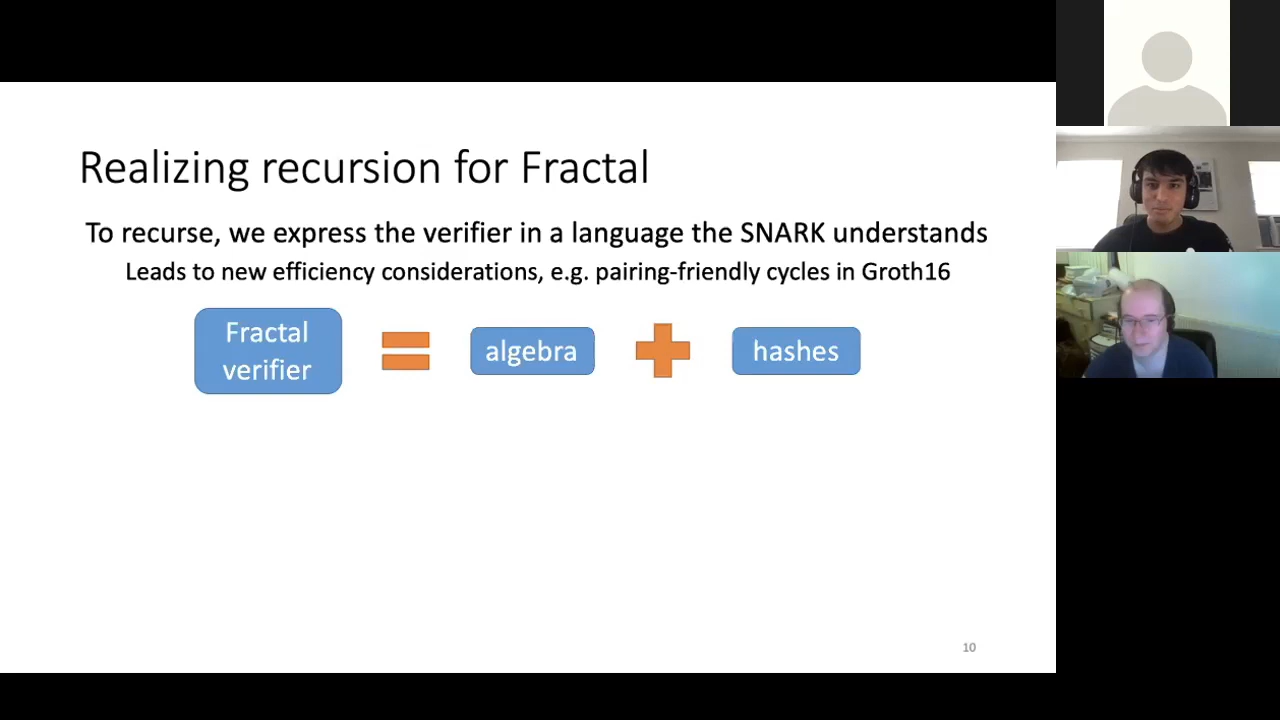 Realizing recursion for Fractal
To recurse, we express the verifier in a language the SNARK understands
Leads to new efficiency considerations, e.g. pairing-friendly cycles in Groth16
Fractal
verifier
algebra
hashes
10